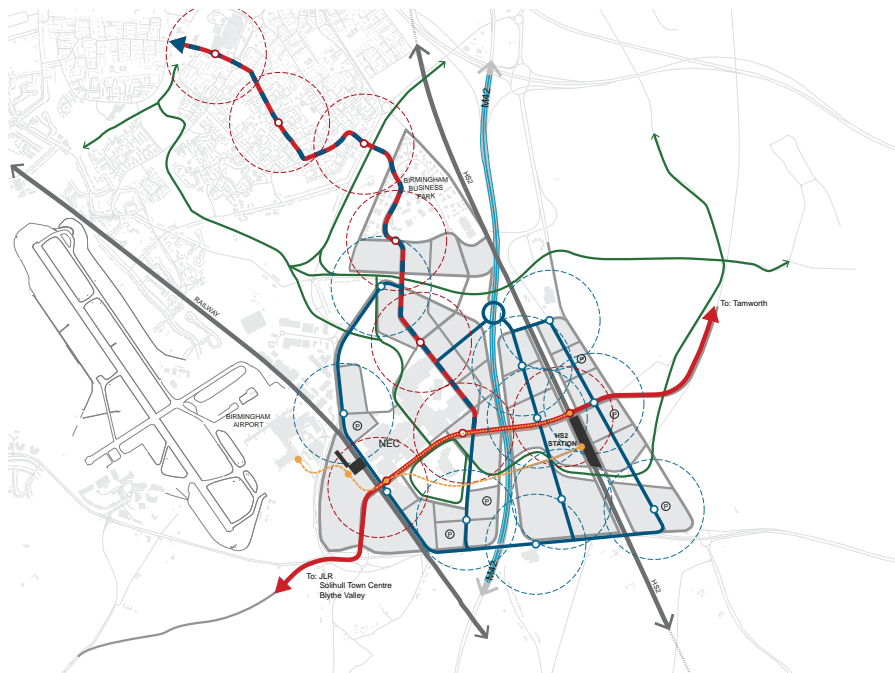 M42
HS2
BIRMINGHAM
BUSINESS
PARK
RAILWAY
To: Tamworth
P
BIRMINGHAM
AIRPORT
P
P
NEC
HS2
STATION
P
P
P
M42
To: JLR
Solihull Town Centre
Blythe Valley
HS2